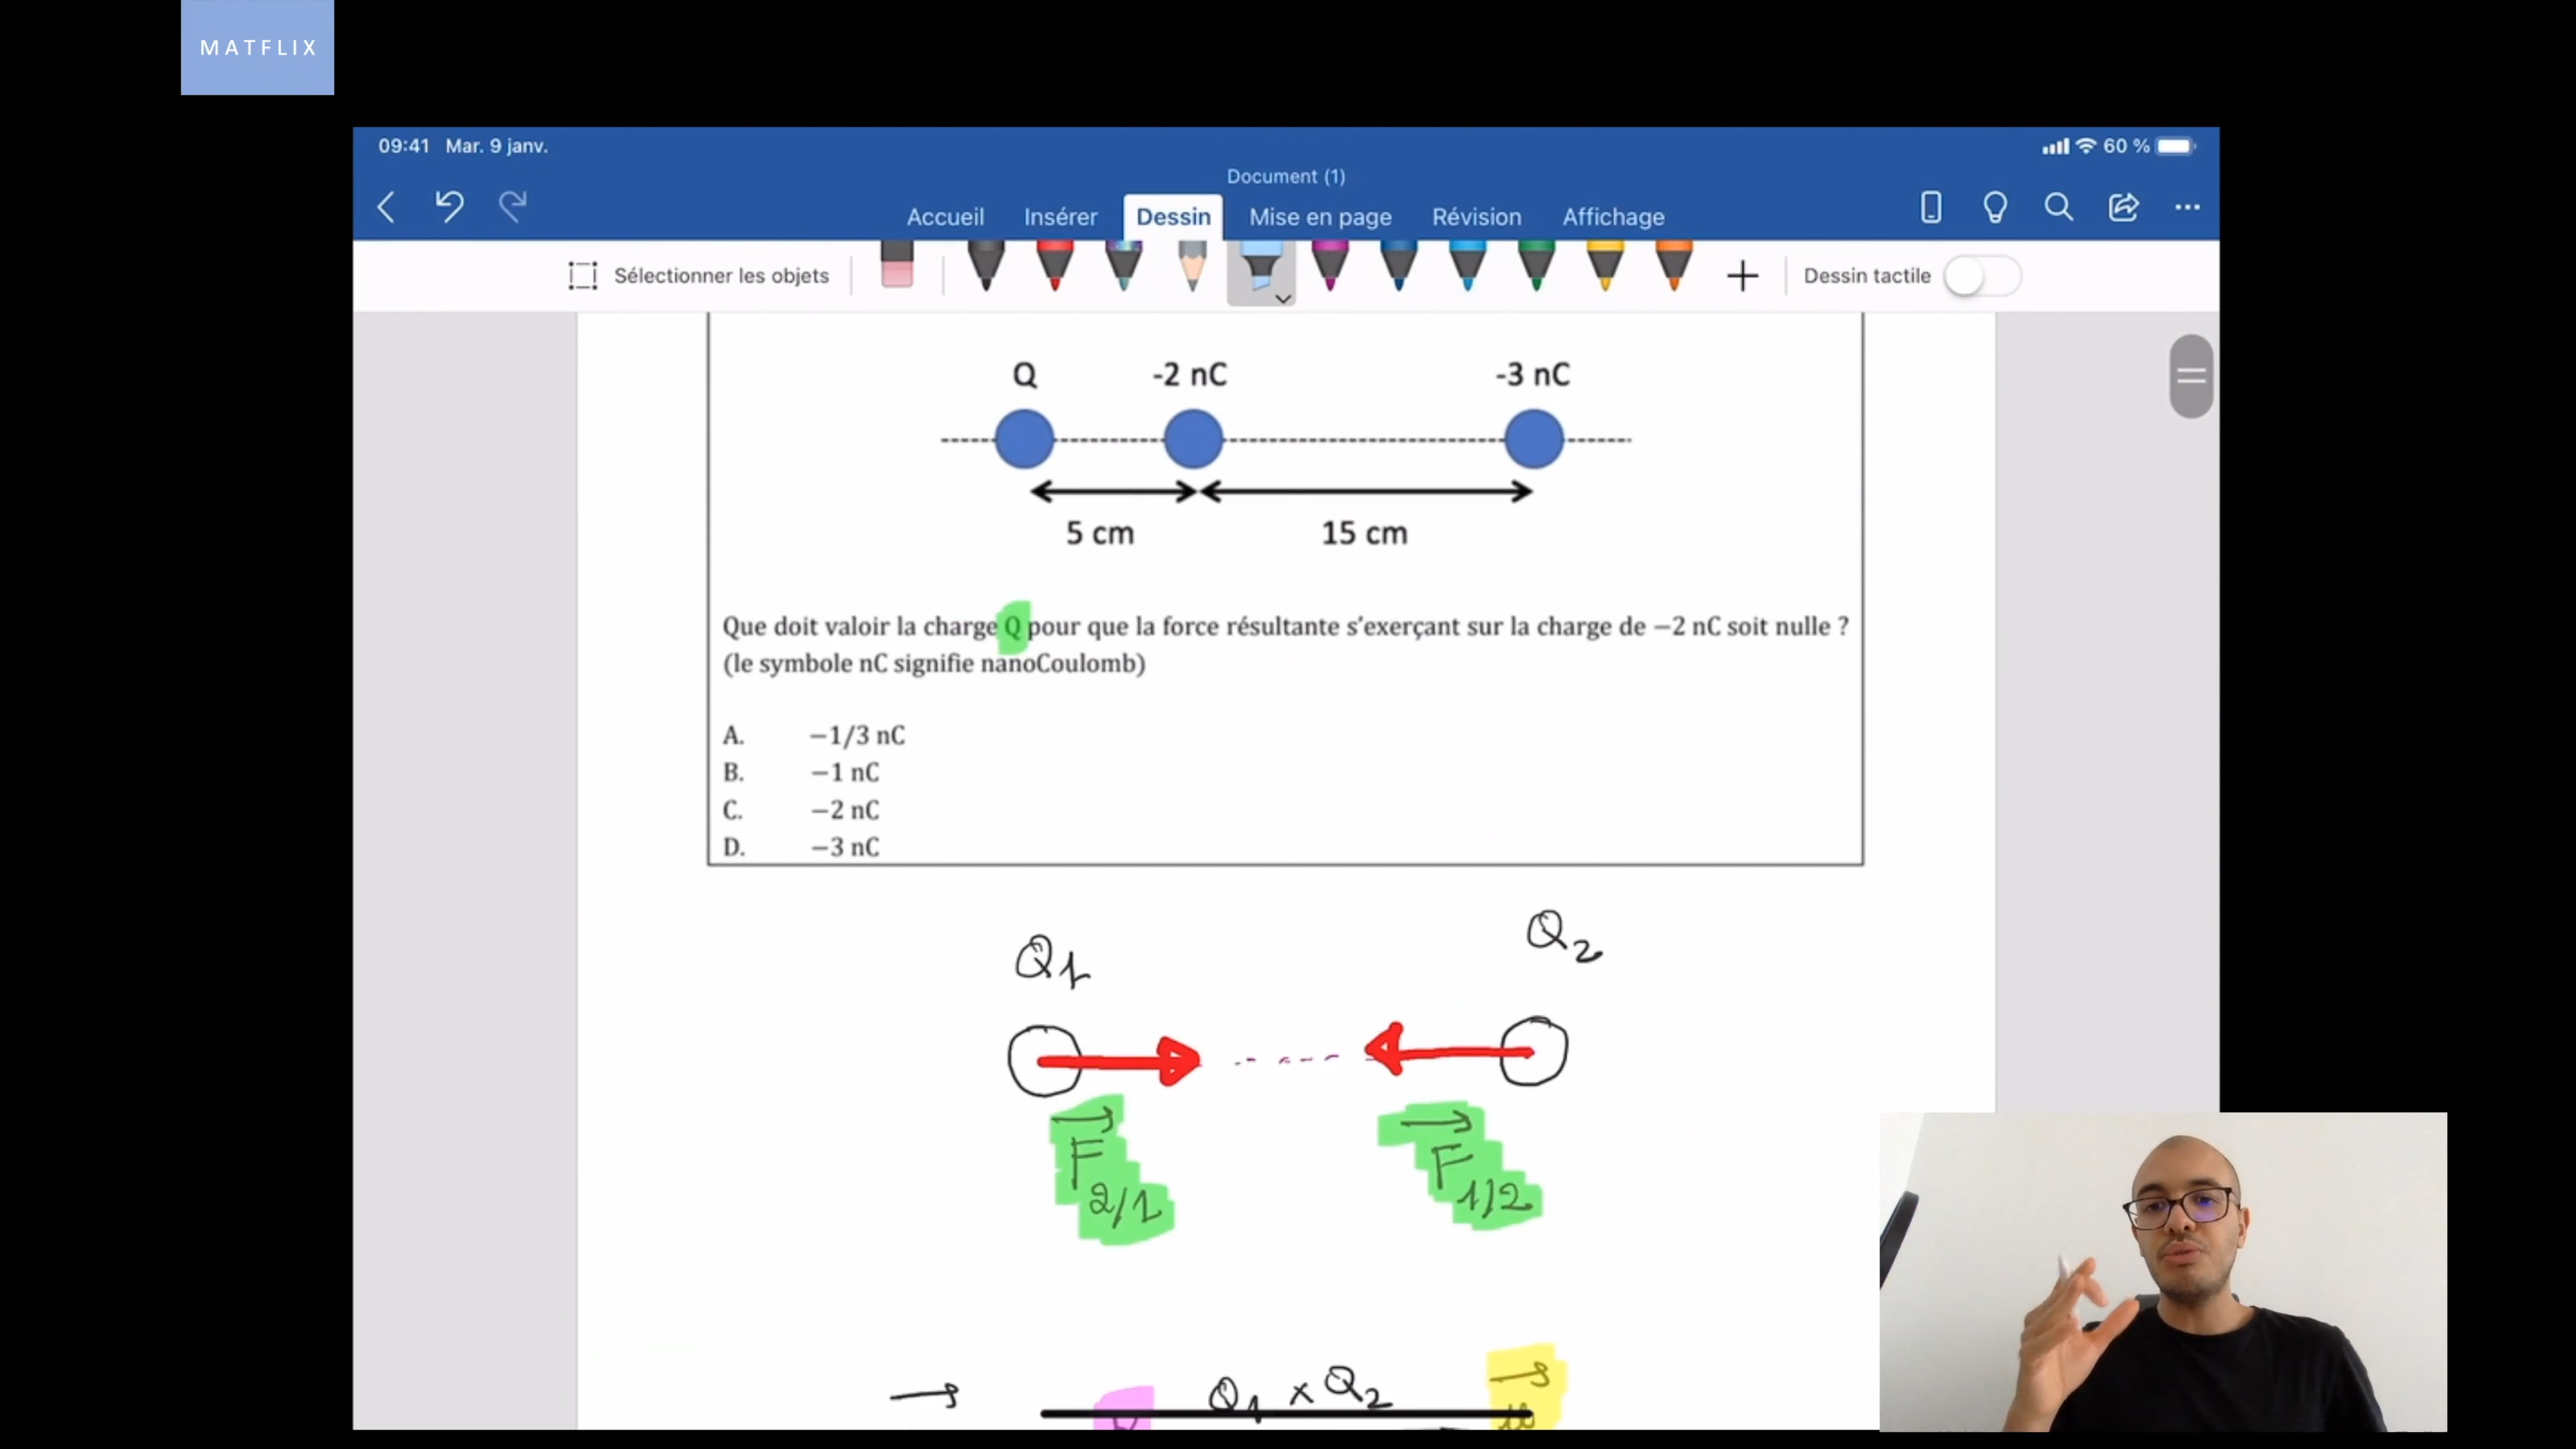 MATFLIX
09:41 Mar. 9 janv.
60 %
Document (1)
Accueil Insérer Dessin Mise en page Révision Affichage
Sélectionner les objets
Dessin tactile
Q -2 nC -3 nC
5 cm 15 cm
Que doit valoir la charge Q pour que la force résultante s'exerçant sur la charge de −2 nC soit nulle ?
(le symbole nC signifie nanoCoulomb)
A. −1/3 nC
B. −1 nC
C. −2 nC
D. −3 nC
Q1 Q2
F 2/1 F 1/2
Q1 x Q2